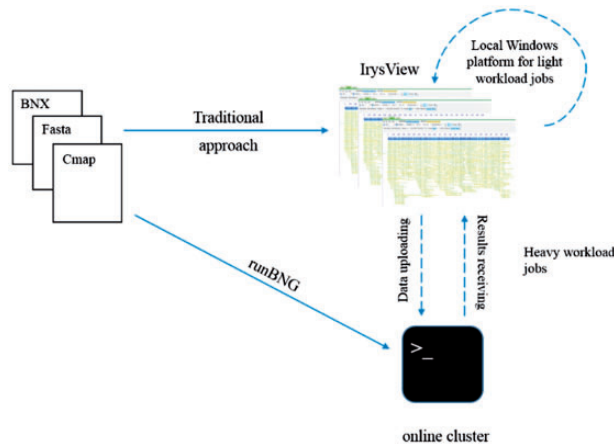 IrysView
Local Windows
platform for light
workload jobs
BNX
Fasta
Cmap
Traditional
approach
runBNG
Data uploading
Results receiving
Heavy workload
jobs
>_
online cluster